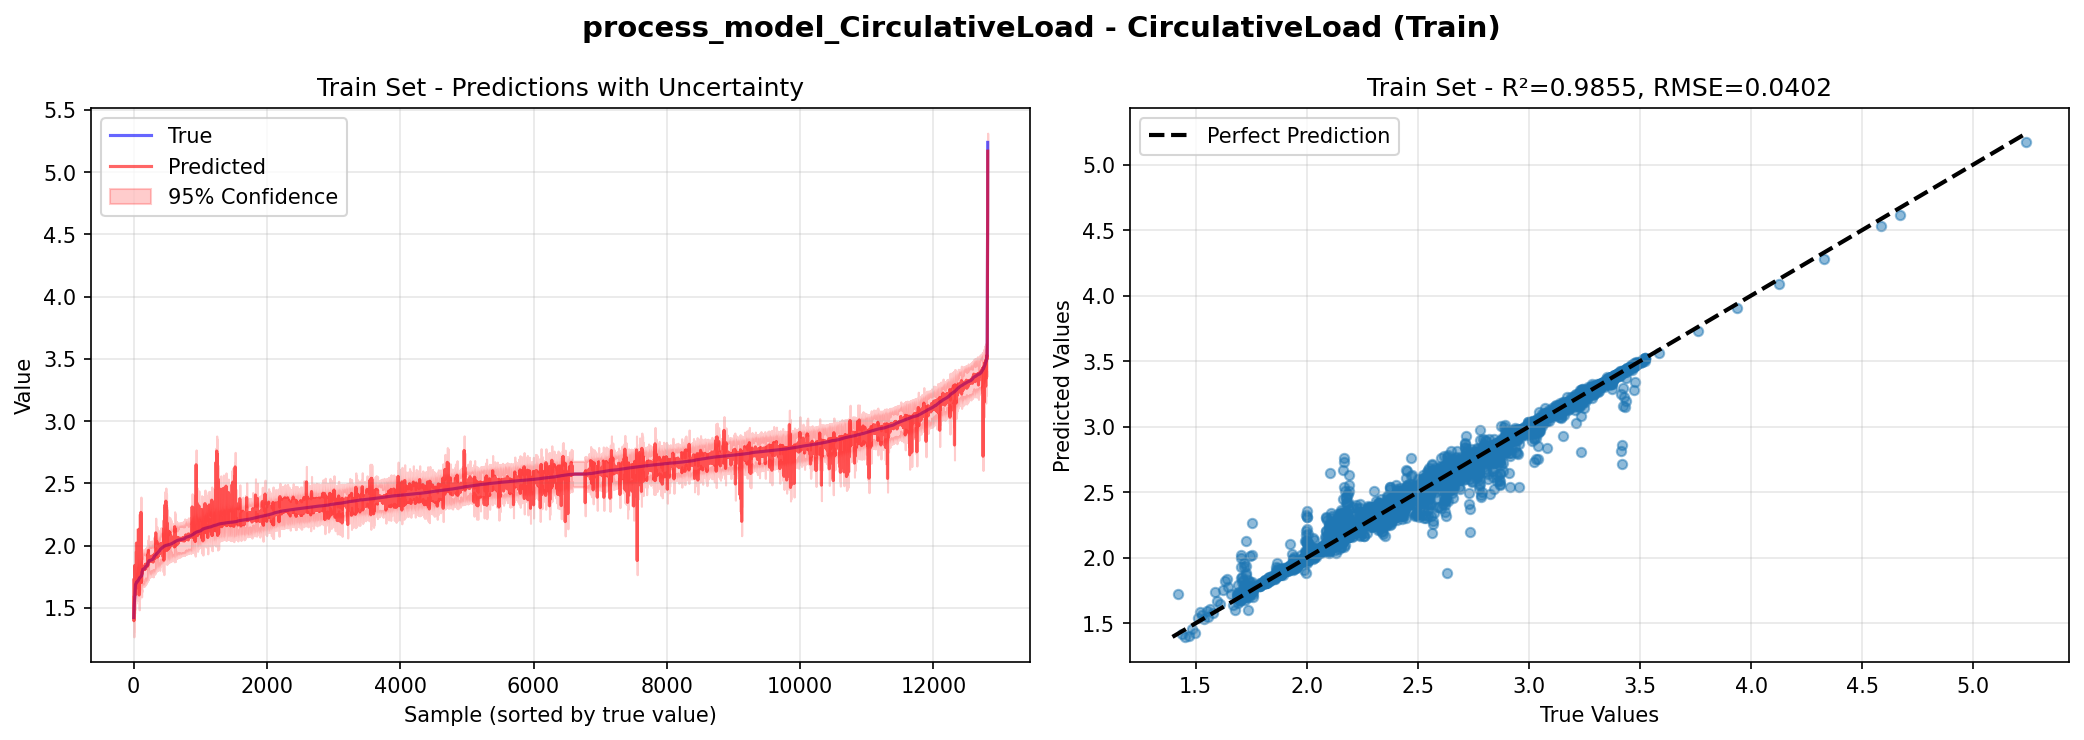 process_model_CirculativeLoad - CirculativeLoad (Train)
Train Set - Predictions with Uncertainty
5.5
5.0
4.5
4.0
3.5
3.0
2.5
2.0
1.5
Value
True
Predicted
95% Confidence
0 2000 4000 6000 8000 10000 12000
Sample (sorted by true value)
Train Set - R²=0.9855, RMSE=0.0402
Perfect Prediction
5.0
4.5
4.0
3.5
3.0
2.5
2.0
1.5
Predicted Values
1.5 2.0 2.5 3.0 3.5 4.0 4.5 5.0
True Values